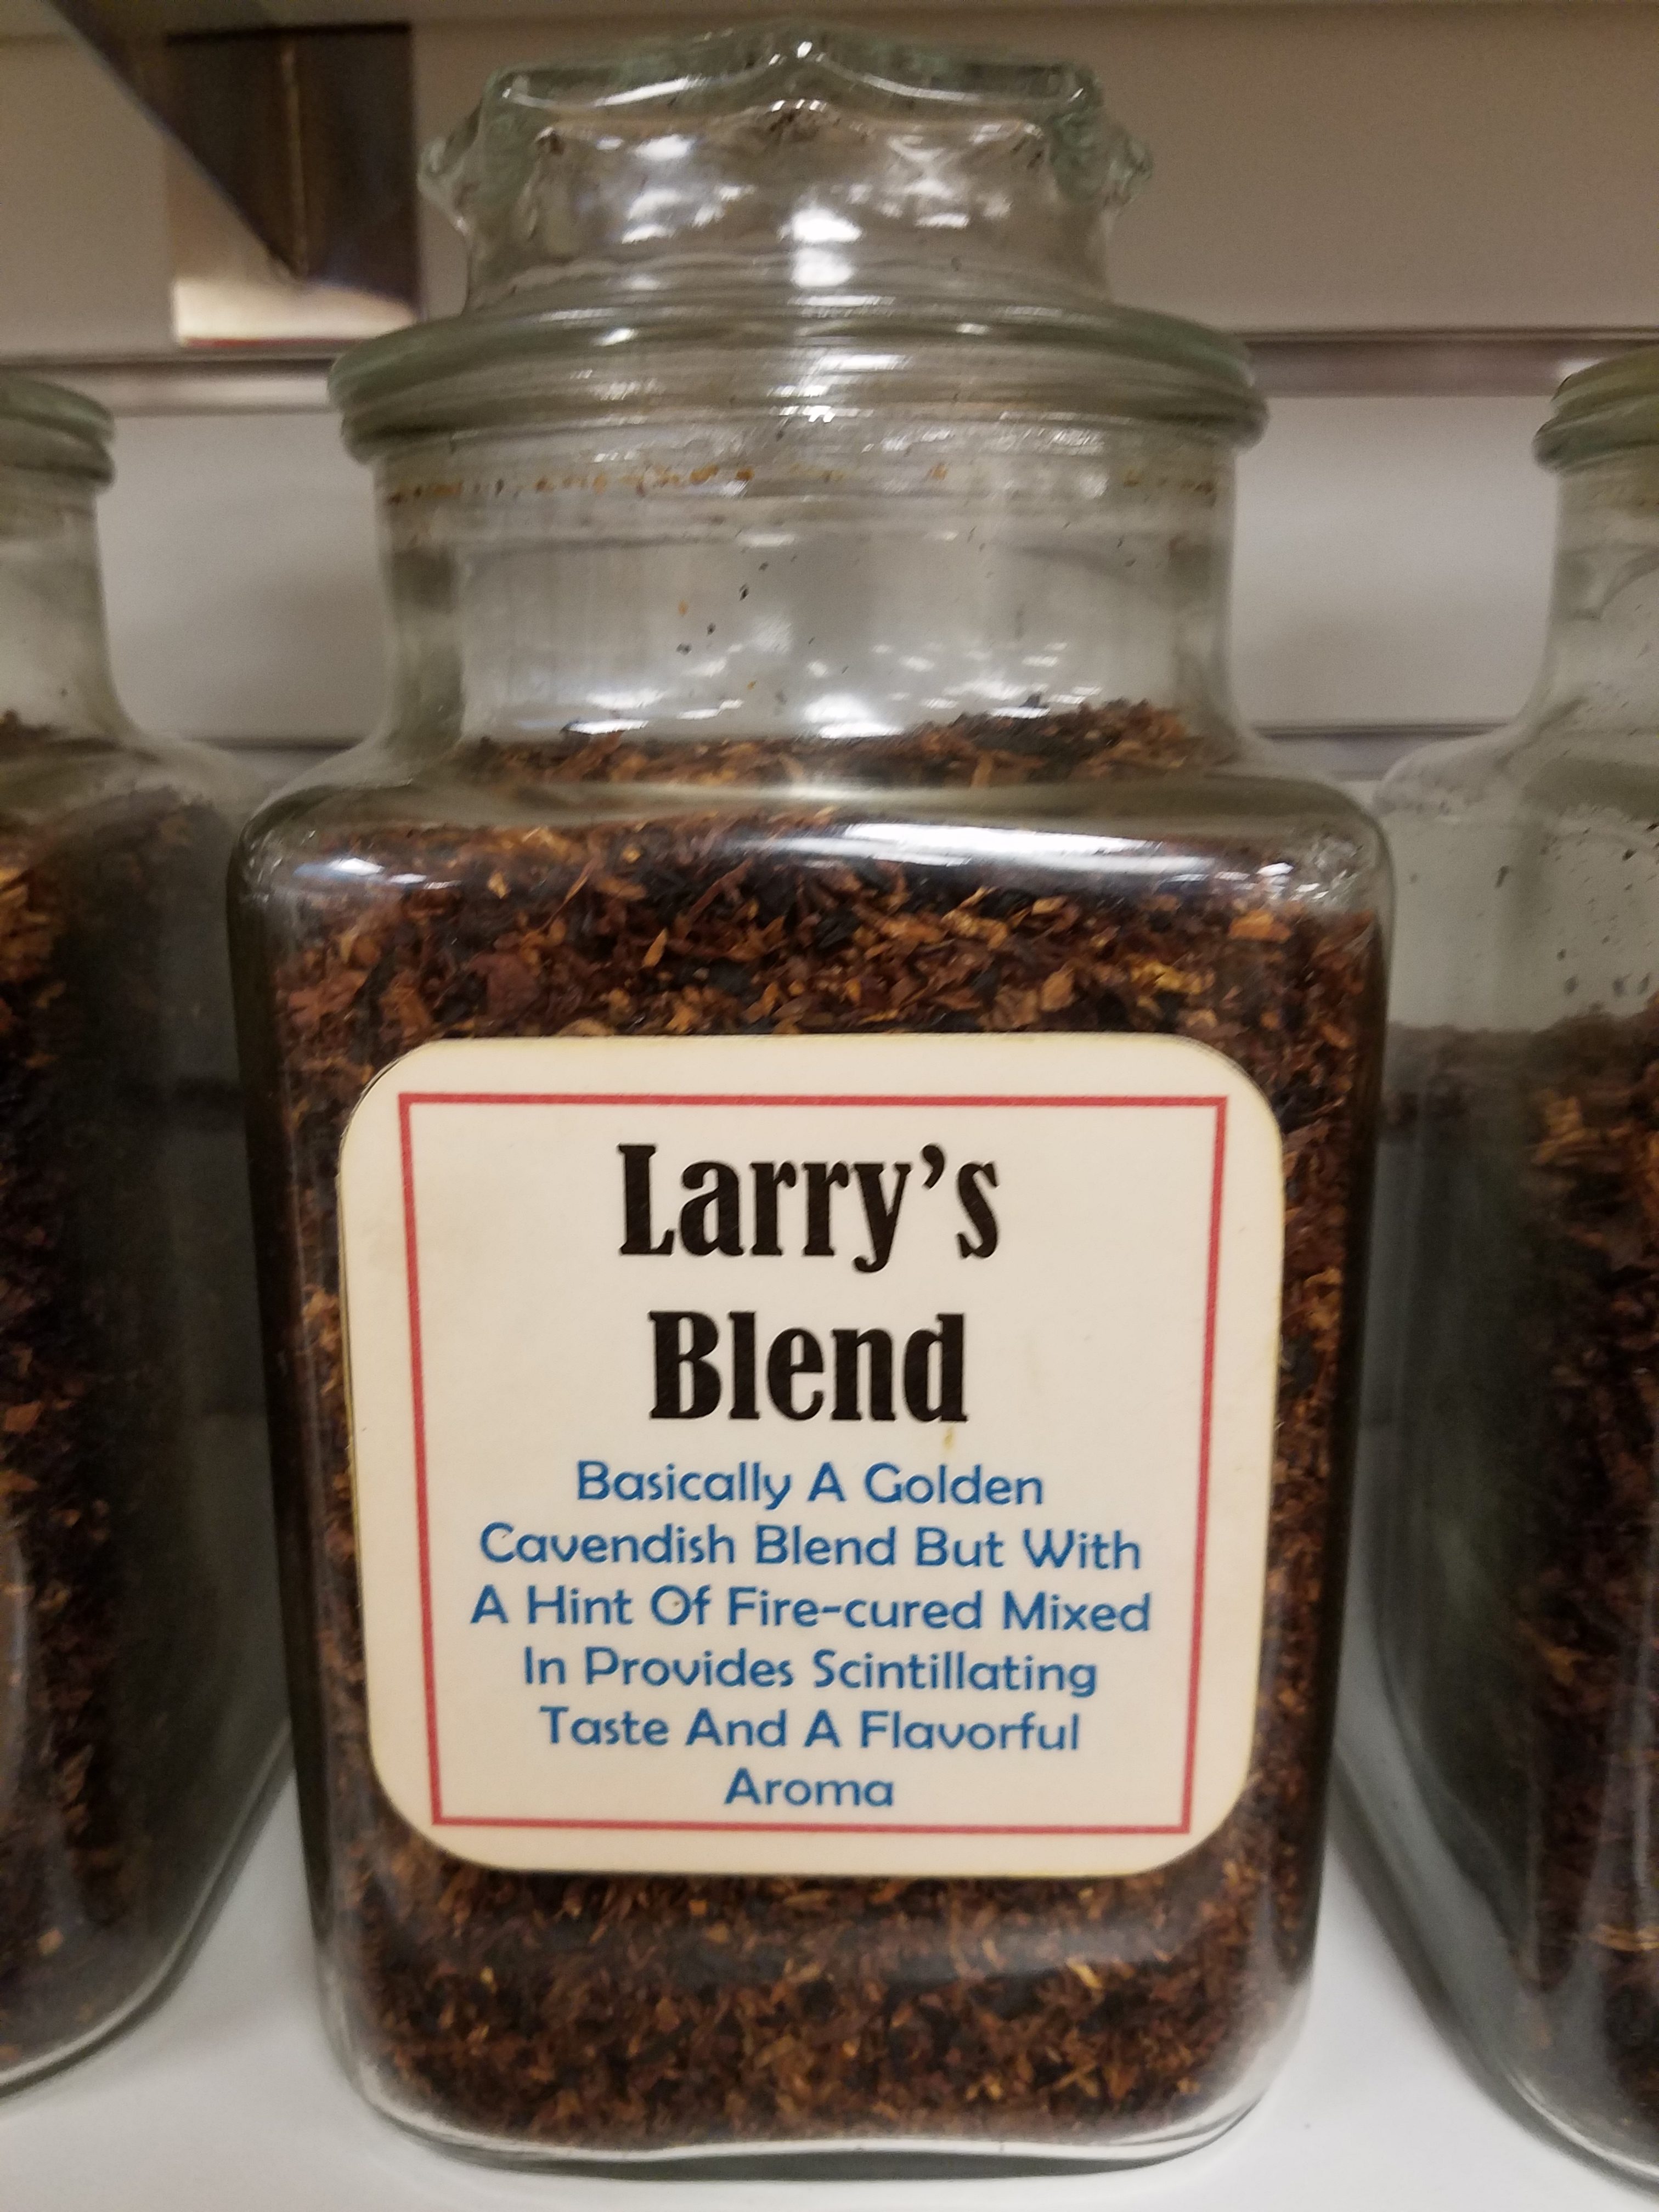 Larry's
Blend
Basically A Golden
Cavendish Blend But With
A Hint Of Fire-cured Mixed
In Provides Scintillating
Taste And A Flavorful
Aroma